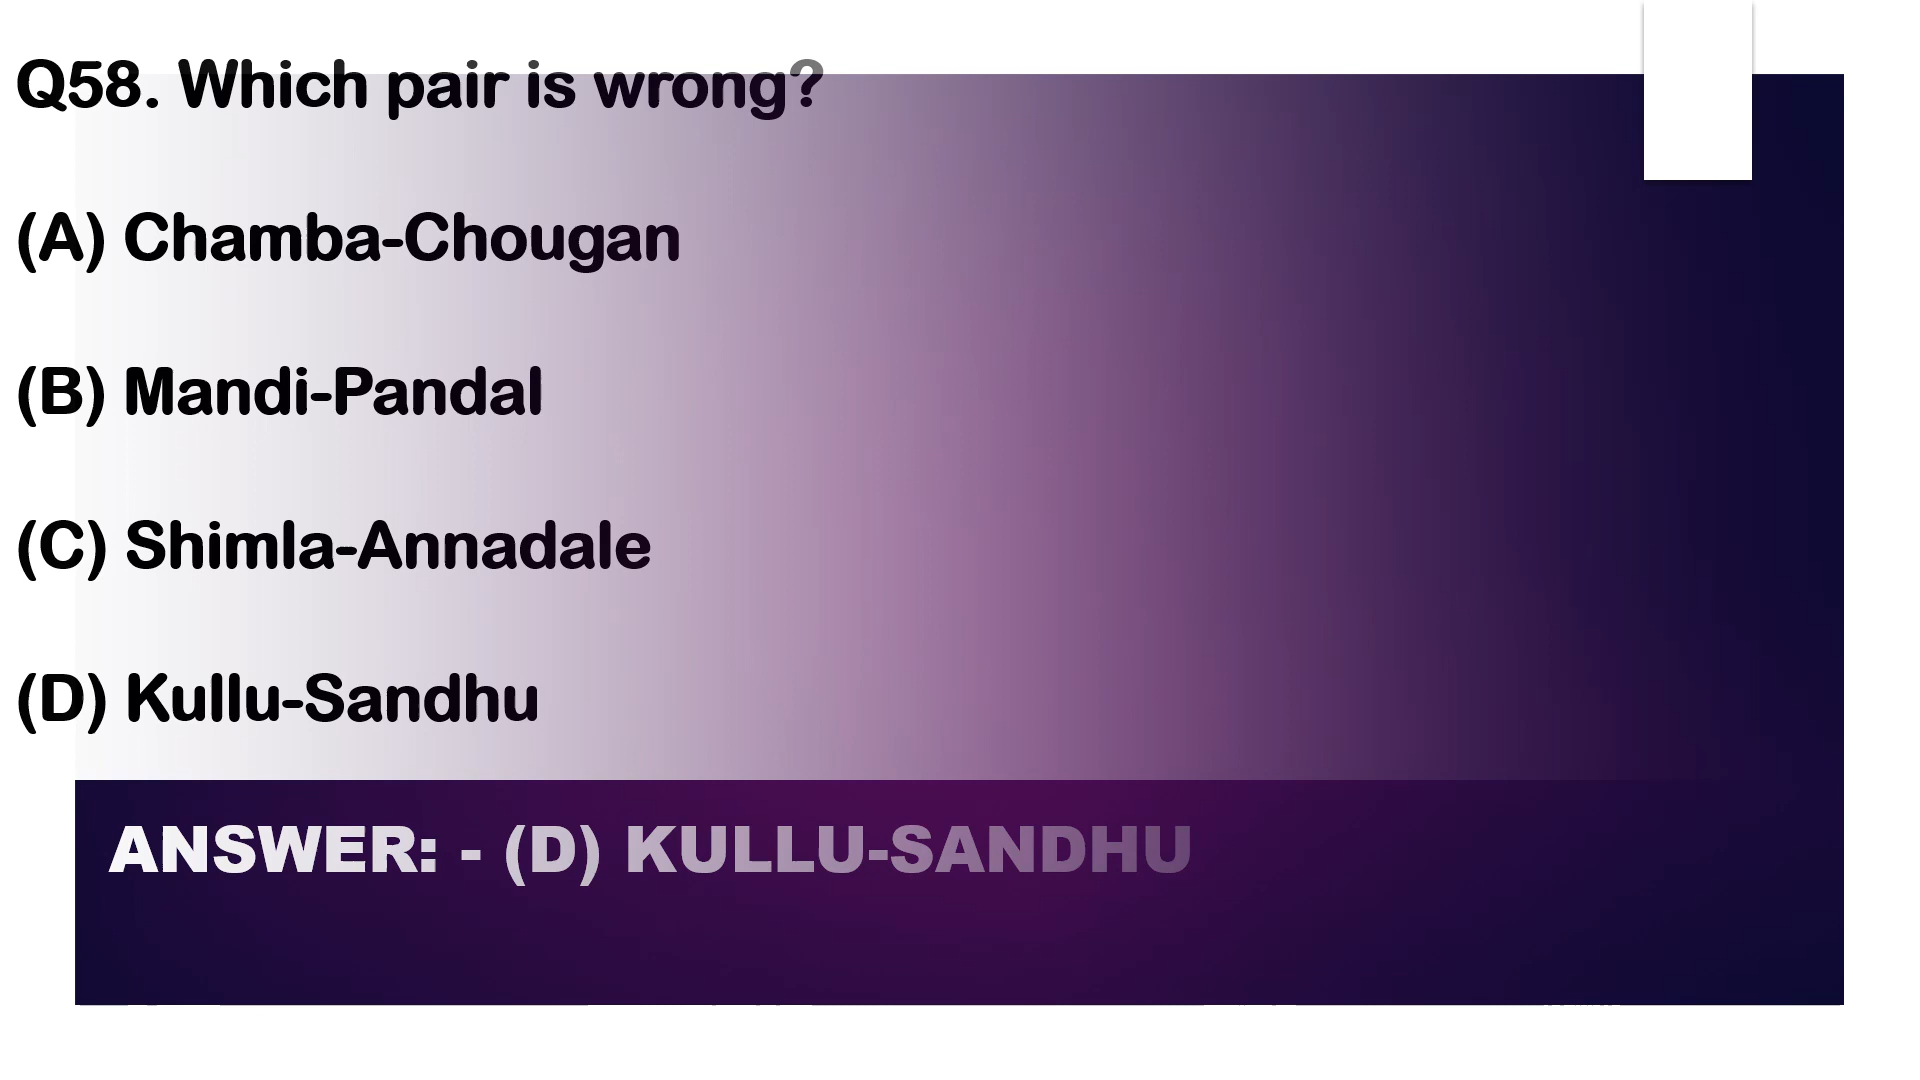 Q58. Which pair is wrong?
(A) Chamba-Chougan
(B) Mandi-Pandal
(C) Shimla-Annadale
(D) Kullu-Sandhu
ANSWER: - (D) KULLU-SANDHU